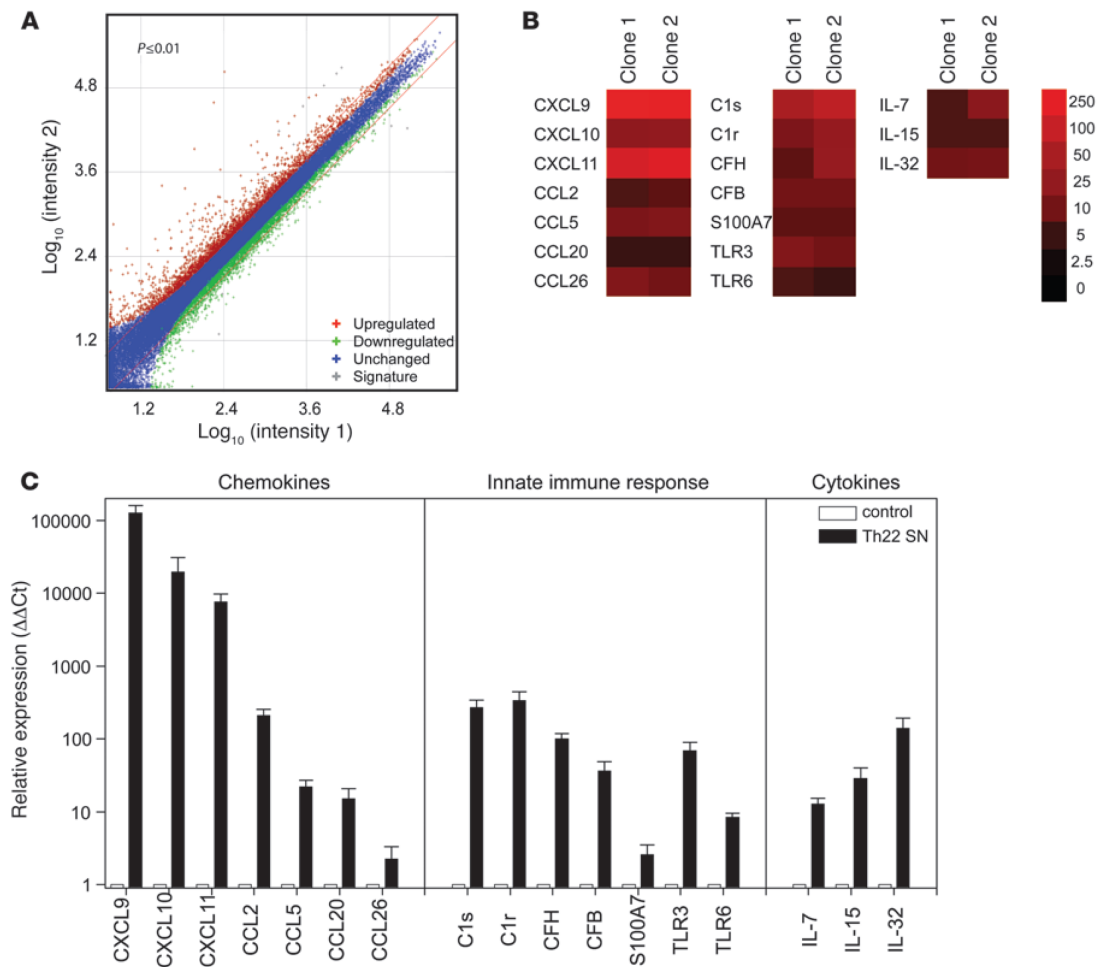 A
P≤0.01
Log10 (intensity 2)
4.8
3.6
2.4
1.2
Upregulated
Downregulated
Unchanged
Signature
1.2 2.4 3.6 4.8
Log10 (intensity 1)
B
Clone 1 Clone 2 Clone 1 Clone 2 Clone 1 Clone 2
CXCL9 C1s IL-7
CXCL10 C1r IL-15
CXCL11 CFH IL-32
CCL2 CFB
CCL5 S100A7
CCL20 TLR3
CCL26 TLR6
250
100
50
25
10
5
2.5
0
C
Chemokines Innate immune response Cytokines
control
Th22 SN
Relative expression (ΔΔCt)
100000
10000
1000
100
10
1
CXCL9 CXCL10 CXCL11 CCL2 CCL5 CCL20 CCL26 C1s C1r CFH CFB S100A7 TLR3 TLR6 IL-7 IL-15 IL-32